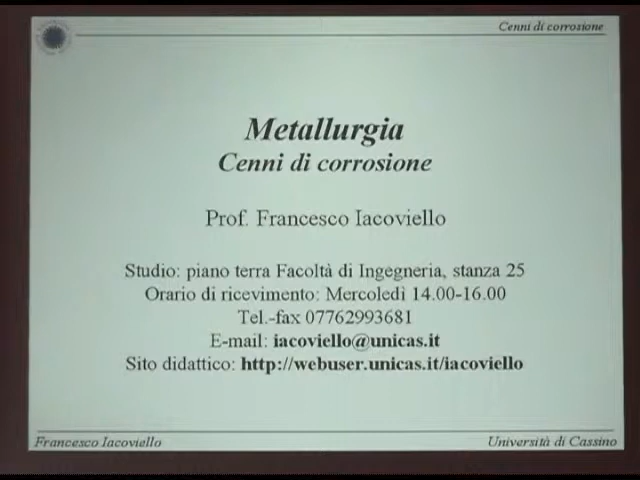 Cenni di corrosione
Metallurgia
Cenni di corrosione
Prof. Francesco Iacoviello
Studio: piano terra Facoltà di Ingegneria, stanza 25
Orario di ricevimento: Mercoledì 14.00-16.00
Tel.-fax 07762993681
E-mail: iacoviello@unicas.it
Sito didattico: http://webuser.unicas.it/iacoviello
Francesco Iacoviello
Università di Cassino